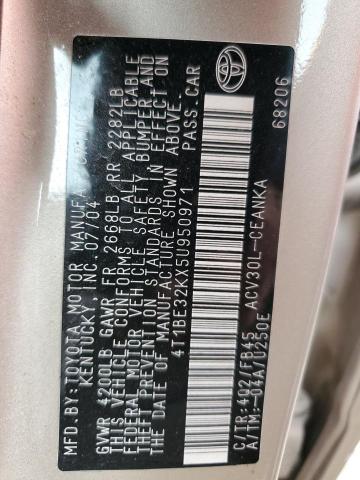 MFD. BY: TOYOTA MOTOR MANUFA
KENTUCKY, INC. 07/04
GVWR 4200LB GAWR FR 2668LB RR 2282LB
THIS VEHICLE CONFORMS TO ALL APPLICABLE
FEDERAL MOTOR VEHICLE SAFETY, BUMPER, AND
THEFT PREVENTION STANDARDS IN EFFECT ON
THE DATE OF MANUFACTURE SHOWN ABOVE.
4T1BE32KX5U950971 PASS.CAR
C/TR:4Q2/FB45 ACV30L-CEANKA
A/TM:-04A/U250E 68206
TOYOTA